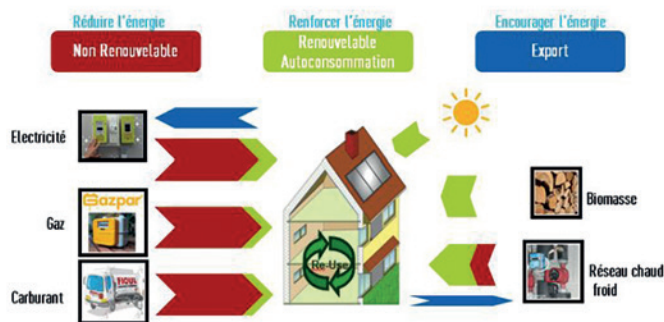 Réduire l'énergie
Non Renouvelable
Renforcer l'énergie
Renouvelable
Autoconsommation
Encourager l'énergie
Export
Electricité
Gaz
Gazpar
Carburant
FIOUL
Re-Use
Biomasse
Réseau chaud
froid